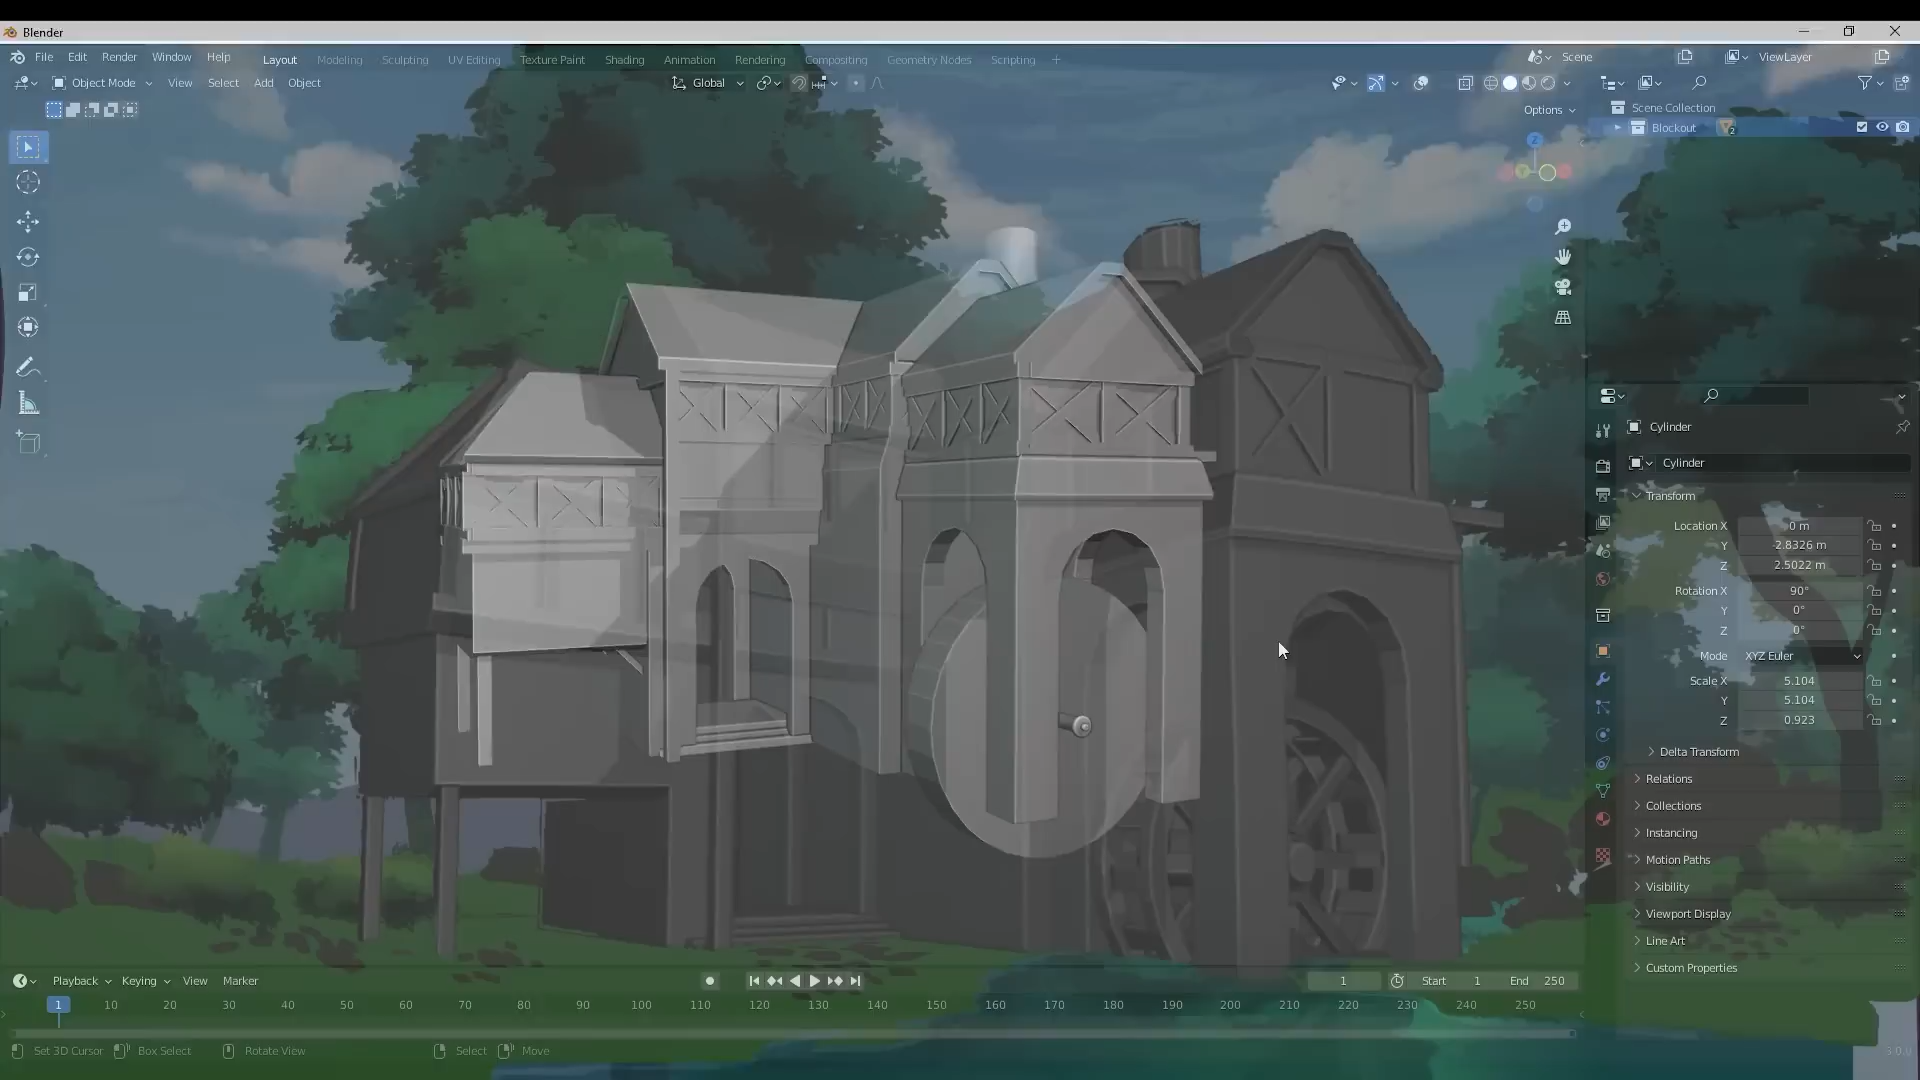 Blender
File Edit Render Window Help
Layout Modeling Sculpting UV Editing Texture Paint Shading Animation Rendering Compositing Geometry Nodes Scripting +
Scene
ViewLayer
Object Mode View Select Add Object
Global
Options
Scene Collection
Blockout 2
Z
Y
Cylinder
Cylinder
Transform
Location X 0 m
Y -2.8326 m
Z 2.5022 m
Rotation X 90°
Y 0°
Z 0°
Mode XYZ Euler
Scale X 5.104
Y 5.104
Z 0.923
Delta Transform
Relations
Collections
Instancing
Motion Paths
Visibility
Viewport Display
Line Art
Custom Properties
Playback Keying View Marker
1 Start 1 End 250
1 10 20 30 40 50 60 70 80 90 100 110 120 130 140 150 160 170 180 190 200 210 220 230 240 250
Set 3D Cursor Box Select Rotate View Select Move
3.0.0